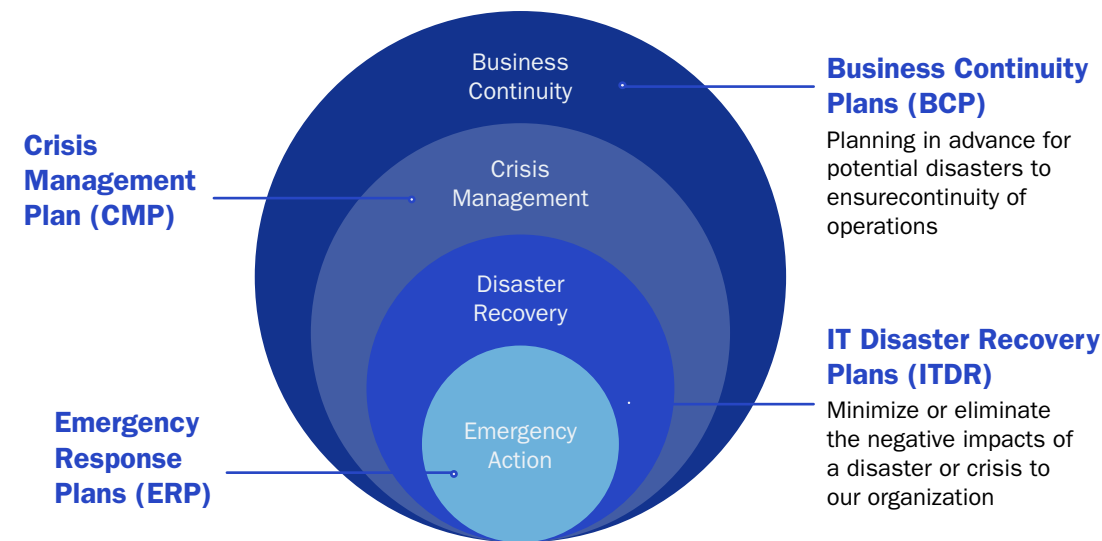 Business
Continuity
Business Continuity
Plans (BCP)
Planning in advance for
potential disasters to
ensurecontinuity of
operations
Crisis
Management
Plan (CMP)
Crisis
Management
Disaster
Recovery
IT Disaster Recovery
Plans (ITDR)
Minimize or eliminate
the negative impacts of
a disaster or crisis to
our organization
Emergency
Response
Plans (ERP)
Emergency
Action